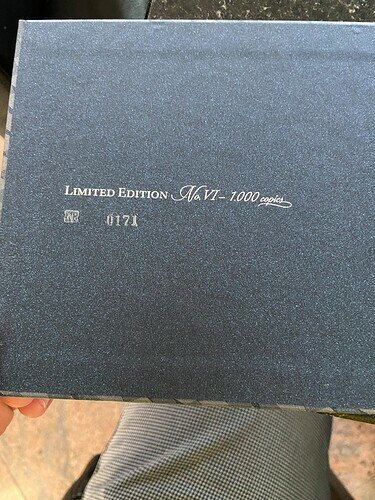 LIMITED EDITION No. VI – 1.000 copies
0171